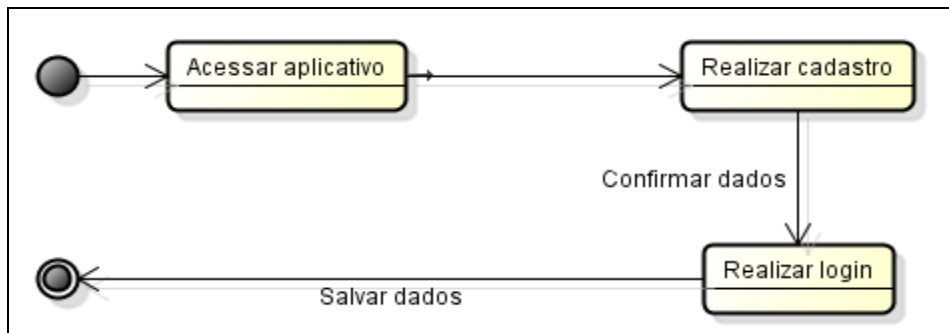 Acessar aplicativo
Realizar cadastro
Confirmar dados
Realizar login
Salvar dados